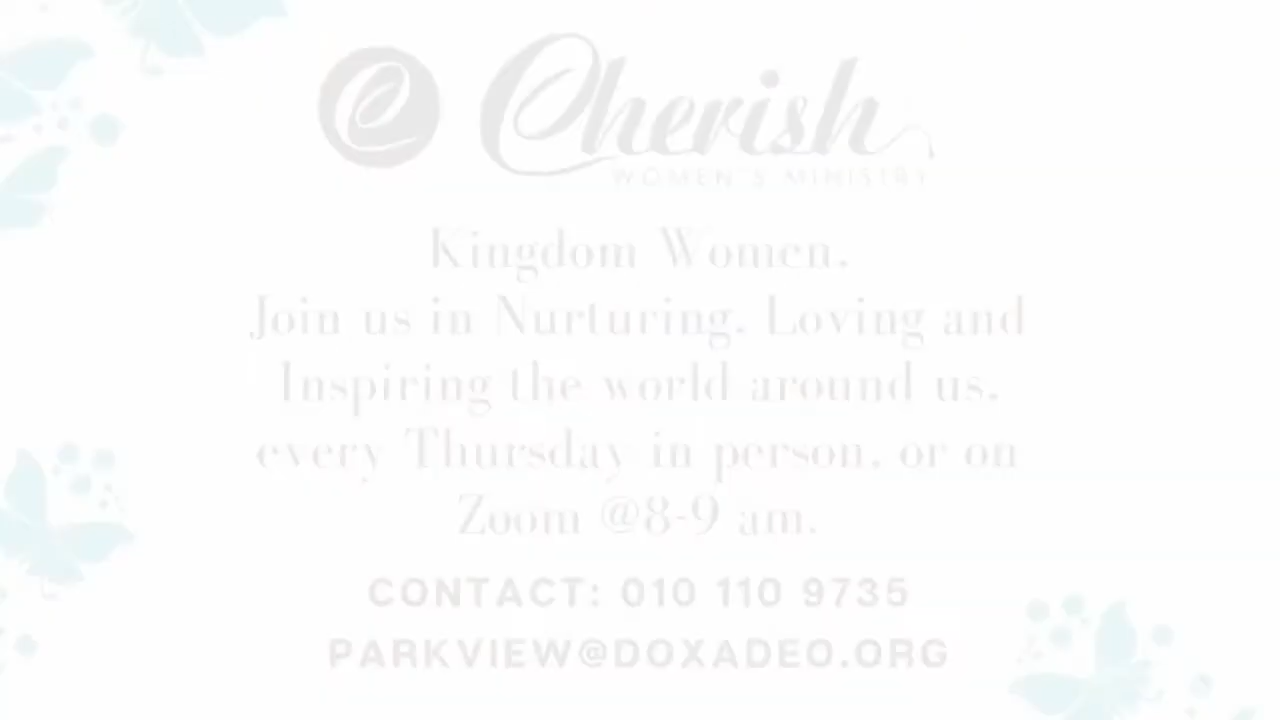 Cherish
WOMEN'S MINISTRY
Kingdom Women,
Join us in Nurturing, Loving and
Inspiring the world around us,
every Thursday in person, or on
Zoom @8-9 am.
CONTACT: 010 110 9735
PARKVIEW@DOXADEO.ORG